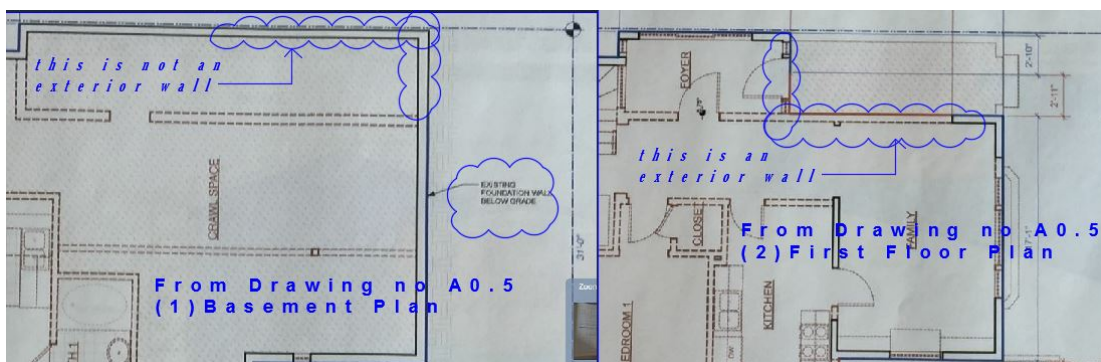 this is not an
exterior wall
CRAWL SPACE
EXISTING
FOUNDATION WALL
BELOW GRADE
31'-0"
From Drawing no A0.5
(1)Basement Plan
FOYER
2'-10"
2'-11"
this is an
exterior wall
CLOSET
FAMILY
From Drawing no A0.5
(2)First Floor Plan
KITCHEN
DW